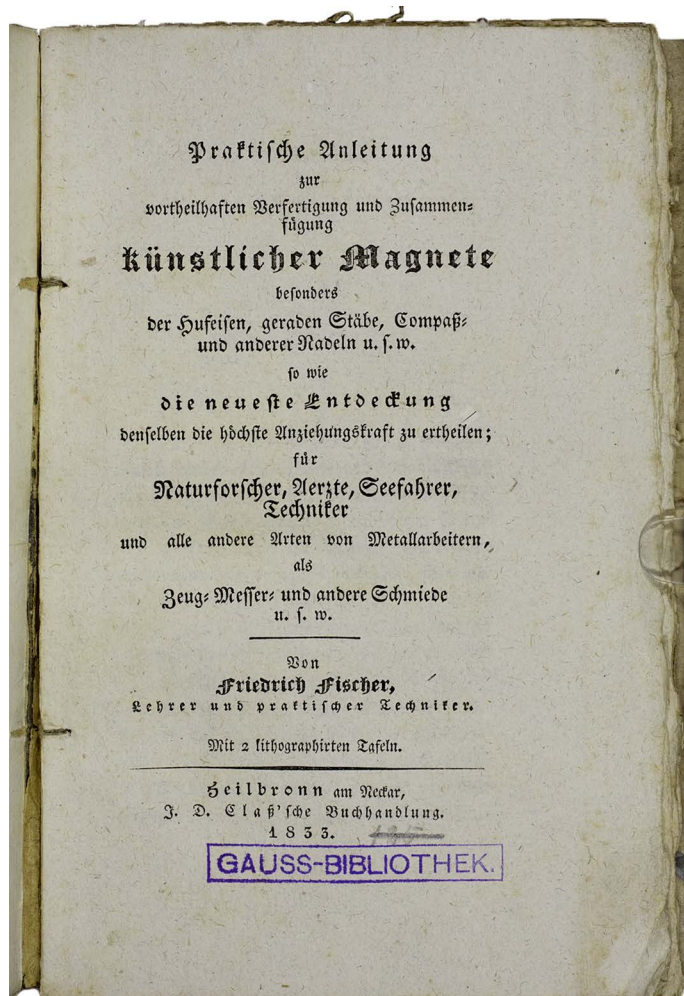 Praktische Anleitung
zur
vortheilhaften Verfertigung und Zusammen-
fügung
künstlicher Magnete
besonders
der Hufeisen, geraden Stäbe, Compaß-
und anderer Nadeln u. s. w.
so wie
die neueste Entdeckung
denselben die höchste Anziehungskraft zu ertheilen;
für
Naturforscher, Aerzte, Seefahrer,
Techniker
und alle andere Arten von Metallarbeitern,
als
Zeug- Messer- und andere Schmiede
u. s. w.
Von
Friedrich Fischer,
Lehrer und praktischer Techniker.
Mit 2 lithographirten Tafeln.
Heilbronn am Neckar,
J. D. Claß'sche Buchhandlung.
1833.
GAUSS-BIBLIOTHEK.